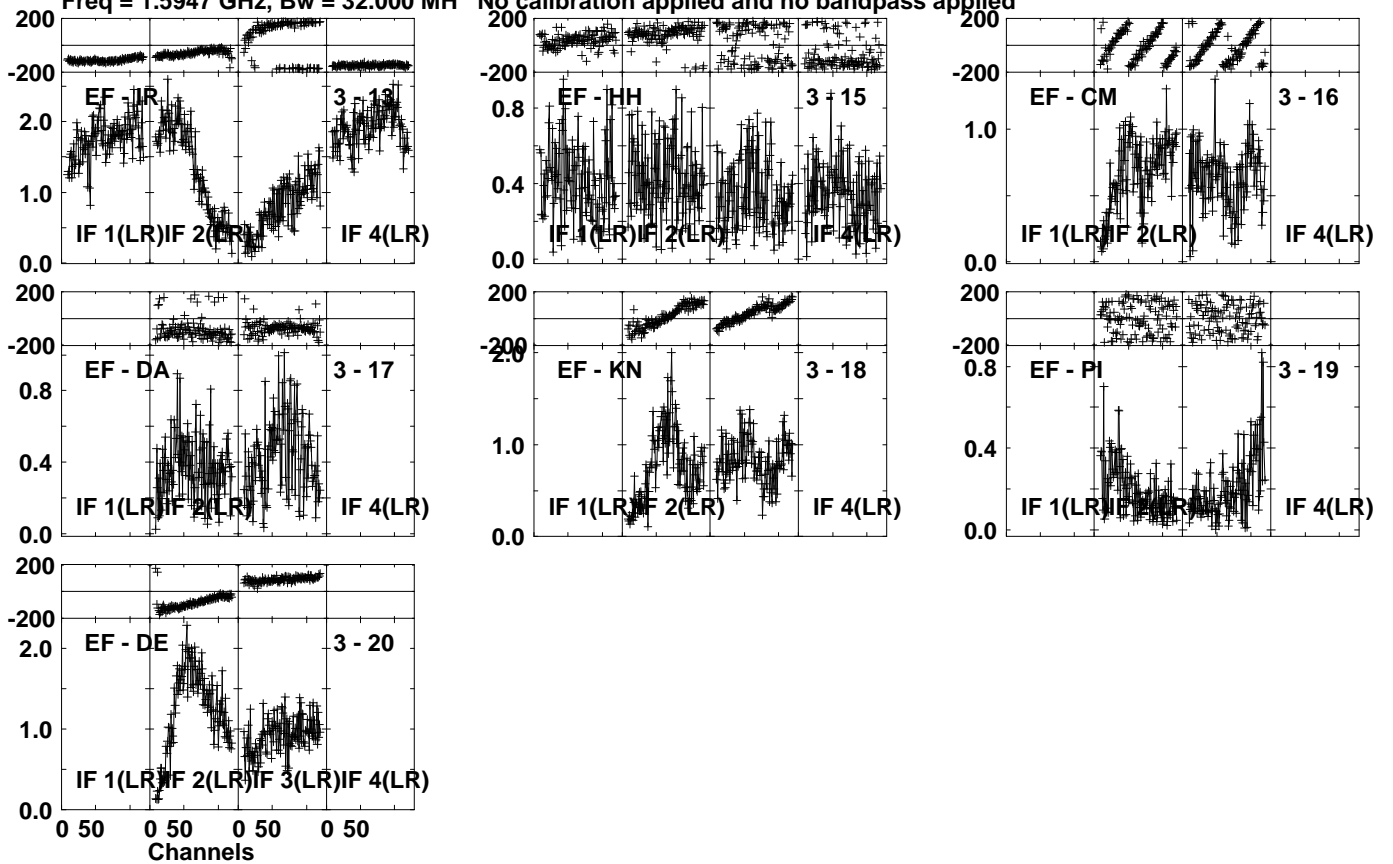 Freq = 1.5947 GHz, Bw = 32.000 MH No calibration applied and no bandpass applied
200
-200
EF - IR 3 - 13
2.0
1.0
0.0
IF 1(LR) IF 2(LR) IF 4(LR)
200
-200
EF - HH 3 - 15
0.8
0.4
0.0
IF 1(LR) IF 2(LR) IF 4(LR)
200
-200
EF - CM 3 - 16
1.0
0.0
IF 1(LR) IF 2(LR) IF 4(LR)
200
-200
EF - DA 3 - 17
0.8
0.4
0.0
IF 1(LR) IF 2(LR) IF 4(LR)
200
-200
2.0
EF - KN 3 - 18
1.0
0.0
IF 1(LR) IF 2(LR) IF 4(LR)
200
-200
EF - PI 3 - 19
0.8
0.4
0.0
IF 1(LR) IF 2(LR) IF 4(LR)
200
-200
EF - DE 3 - 20
2.0
1.0
0.0
IF 1(LR) IF 2(LR) IF 3(LR) IF 4(LR)
0 50 0 50 0 50 0 50
Channels